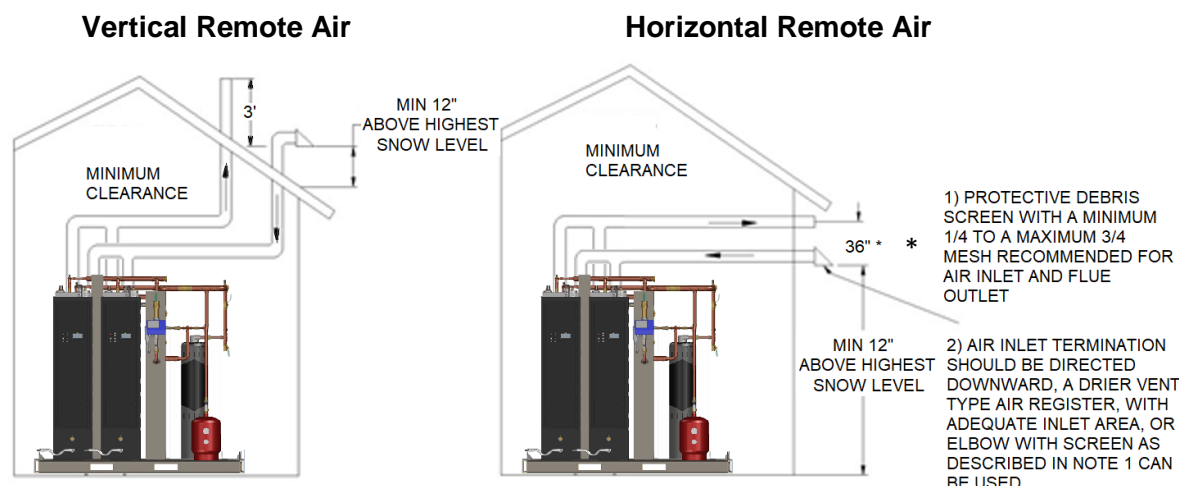 Vertical Remote Air
3'
MIN 12"
ABOVE HIGHEST
SNOW LEVEL
MINIMUM
CLEARANCE
Horizontal Remote Air
MINIMUM
CLEARANCE
36" * *
MIN 12"
ABOVE HIGHEST
SNOW LEVEL
1) PROTECTIVE DEBRIS
SCREEN WITH A MINIMUM
1/4 TO A MAXIMUM 3/4
MESH RECOMMENDED FOR
AIR INLET AND FLUE
OUTLET
2) AIR INLET TERMINATION
SHOULD BE DIRECTED
DOWNWARD, A DRIER VENT
TYPE AIR REGISTER, WITH
ADEQUATE INLET AREA, OR
ELBOW WITH SCREEN AS
DESCRIBED IN NOTE 1 CAN
BE USED